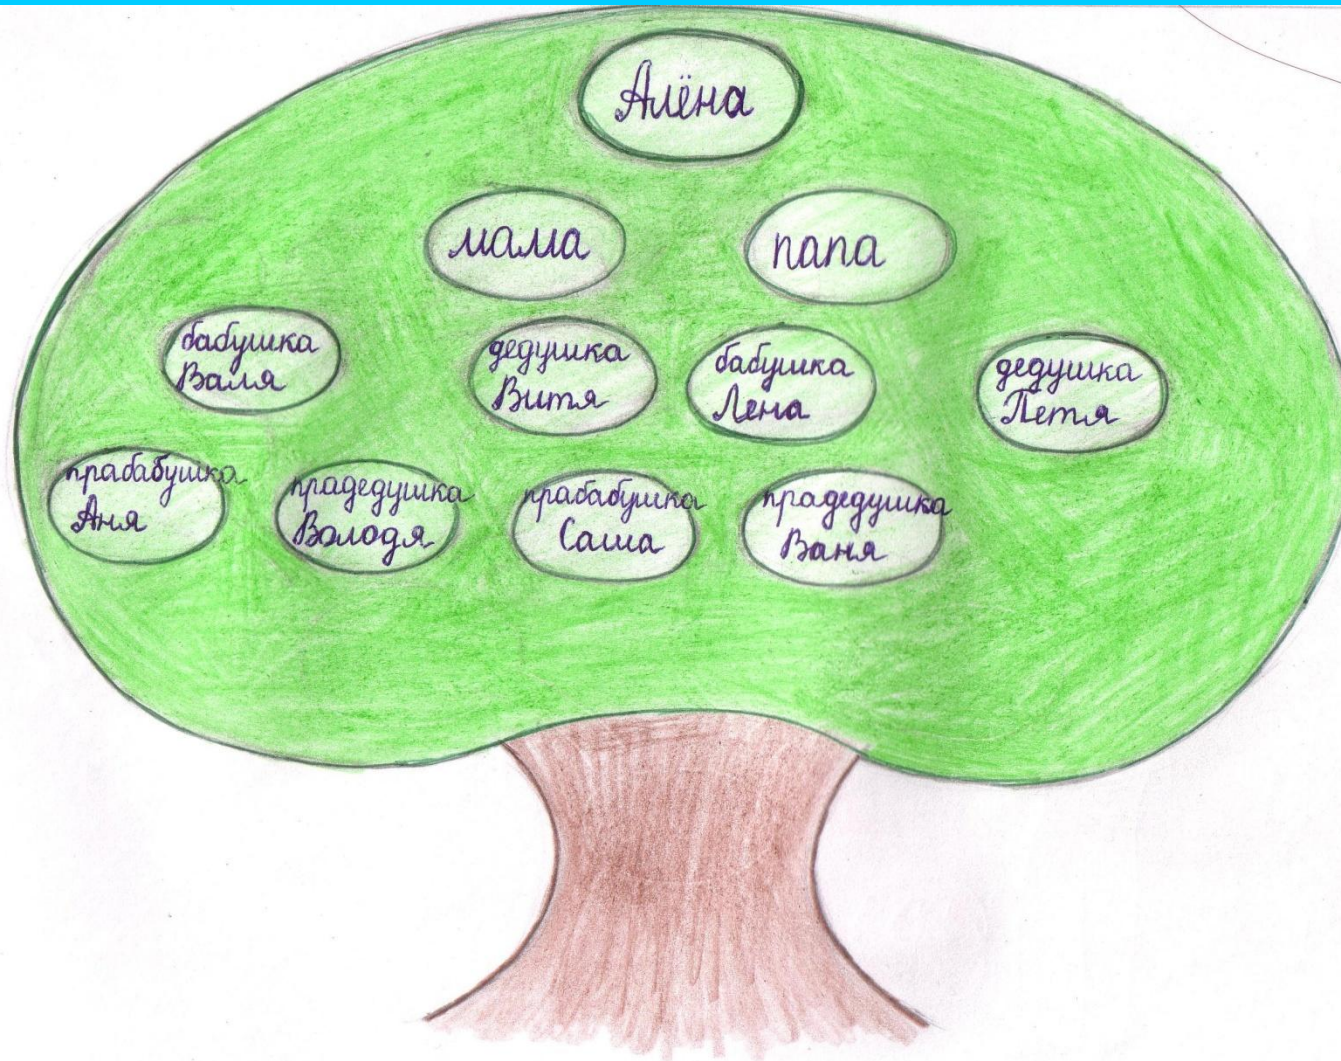 Алёна
мама
папа
бабушка
Валя
дедушка
Витя
бабушка
Лена
дедушка
Петя
прабабушка
Аня
прадедушка
Володя
прабабушка
Саша
прадедушка
Ваня